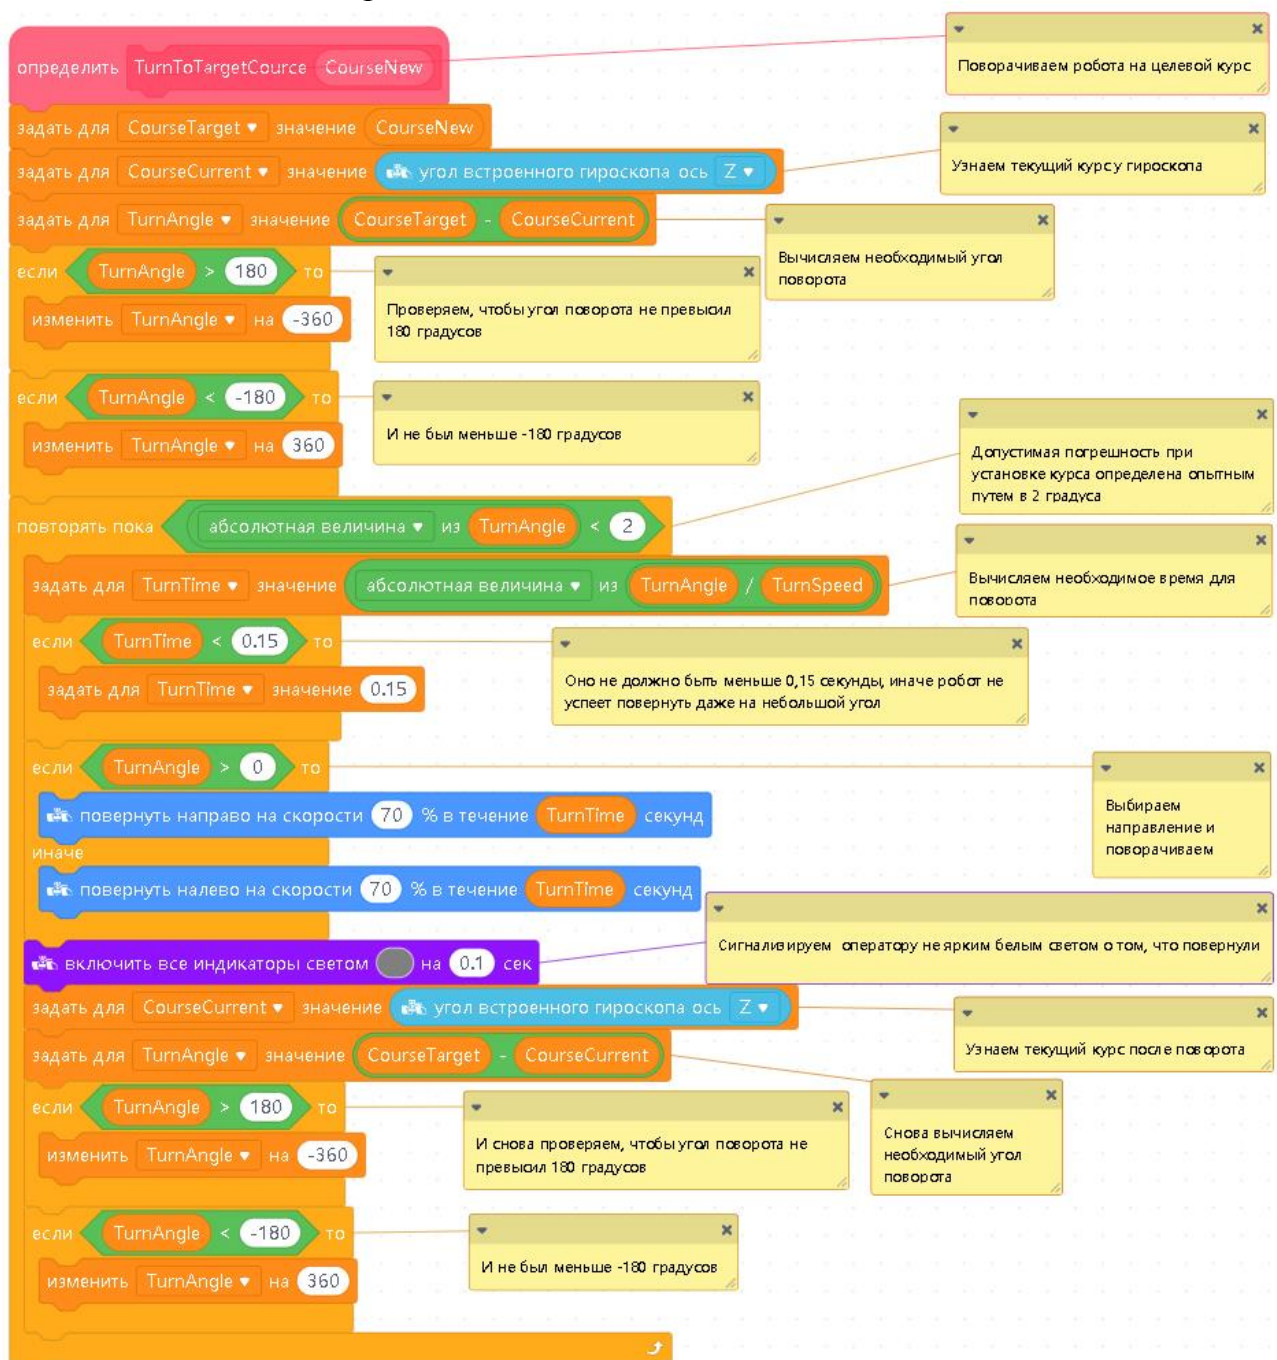 определить TurnToTargetCource CourseNew
Поворачиваем робота на целевой курс
задать для CourseTarget значение CourseNew
задать для CourseCurrent значение угол встроенного гироскопа ось Z
Узнаем текущий курс у гироскопа
задать для TurnAngle значение CourseTarget - CourseCurrent
Вычисляем необходимый угол
поворота
если TurnAngle > 180 то
Проверяем, чтобы угол поворота не превысил
180 градусов
изменить TurnAngle на -360
если TurnAngle < -180 то
И не был меньше -180 градусов
изменить TurnAngle на 360
Допустимая погрешность при
установке курса определена опытным
путем в 2 градуса
повторять пока абсолютная величина из TurnAngle < 2
задать для TurnTime значение абсолютная величина из TurnAngle / TurnSpeed
Вычисляем необходимое время для
поворота
если TurnTime < 0.15 то
Оно не должно быть меньше 0,15 секунды, иначе робот не
успеет повернуть даже на небольшой угол
задать для TurnTime значение 0.15
если TurnAngle > 0 то
Выбираем
направление и
поворачиваем
повернуть направо на скорости 70 % в течение TurnTime секунд
иначе
повернуть налево на скорости 70 % в течение TurnTime секунд
Сигнализируем оператору не ярким белым светом о том, что повернули
включить все индикаторы светом на 0.1 сек
задать для CourseCurrent значение угол встроенного гироскопа ось Z
Узнаем текущий курс после поворота
задать для TurnAngle значение CourseTarget - CourseCurrent
Снова вычисляем
необходимый угол
поворота
если TurnAngle > 180 то
И снова проверяем, чтобы угол поворота не
превысил 180 градусов
изменить TurnAngle на -360
если TurnAngle < -180 то
И не был меньше -180 градусов
изменить TurnAngle на 360